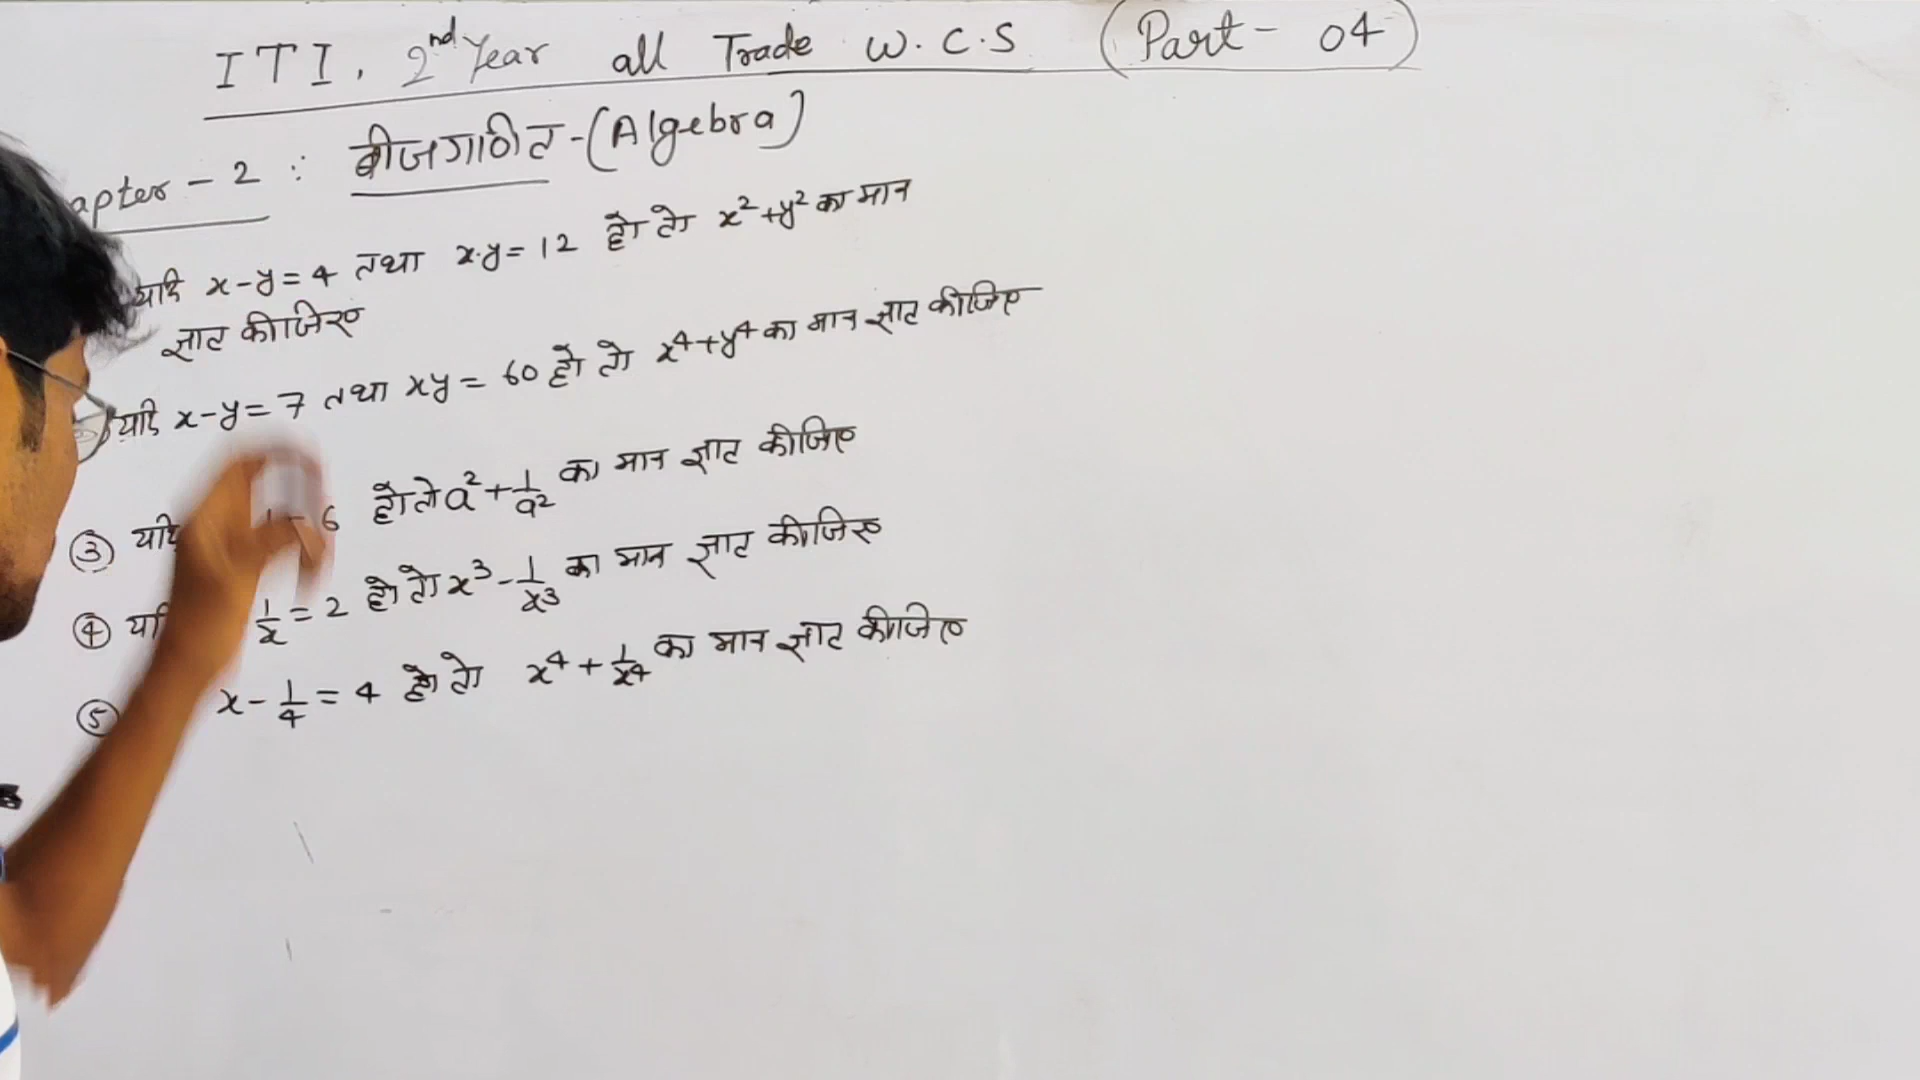 ITI, 2nd Year all Trade W.C.S (Part- 04)
apter - 2 : बीजगणित - (Algebra)
यदि x-y=4 तथा x.y=12 हो तो x²+y² का मान
ज्ञात कीजिए
यदि x-y=7 तथा xy=60 हो तो x⁴+y⁴ का मान ज्ञात कीजिए
③ यदि 6 हो तो a²+1/a² का मान ज्ञात कीजिए
④ यदि 1/x=2 हो तो x³-1/x³ का मान ज्ञात कीजिए
⑤ x-1/4=4 हो तो x⁴+1/x⁴ का मान ज्ञात कीजिए